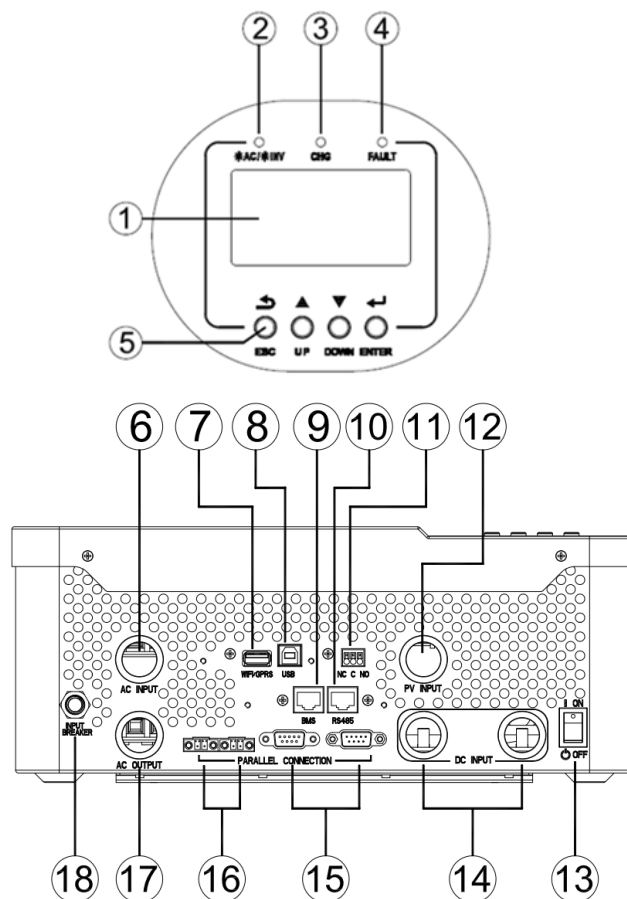 2 3 4
☀AC/☀INV CHG FAULT
1
5
ESC UP DOWN ENTER
6 7 8 9 10 11 12
WIFI/GPRS USB NC C NO
AC INPUT PV INPUT
BMS RS485
I ON
INPUT
BREAKER
AC OUTPUT DC INPUT OFF
PARALLEL CONNECTION
18 17 16 15 14 13